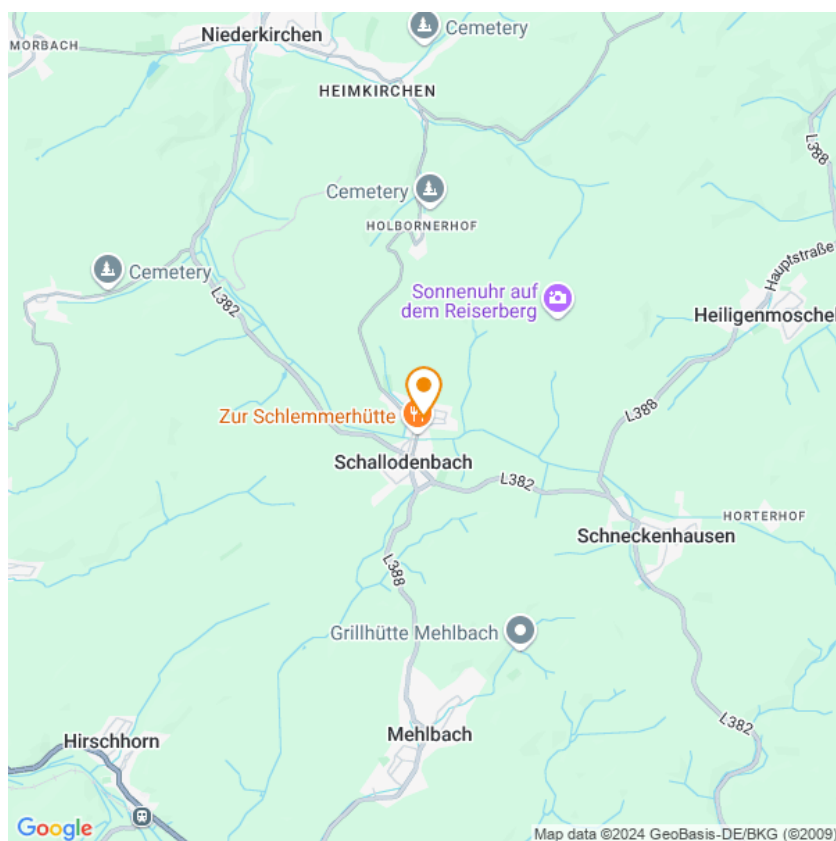 Niederkirchen
Cemetery
MORBACH
HEIMKIRCHEN
L388
Cemetery
HOLBORNERHOF
Cemetery
Hauptstraße
Sonnenuhr auf
dem Reiserberg
L382
Heiligenmoschel
Zur Schlemmerhütte
L388
Schallodenbach
L382
HORTERHOF
Schneckenhausen
L388
Grillhütte Mehlbach
L382
Mehlbach
Hirschhorn
Google
Map data ©2024 GeoBasis-DE/BKG (©2009)